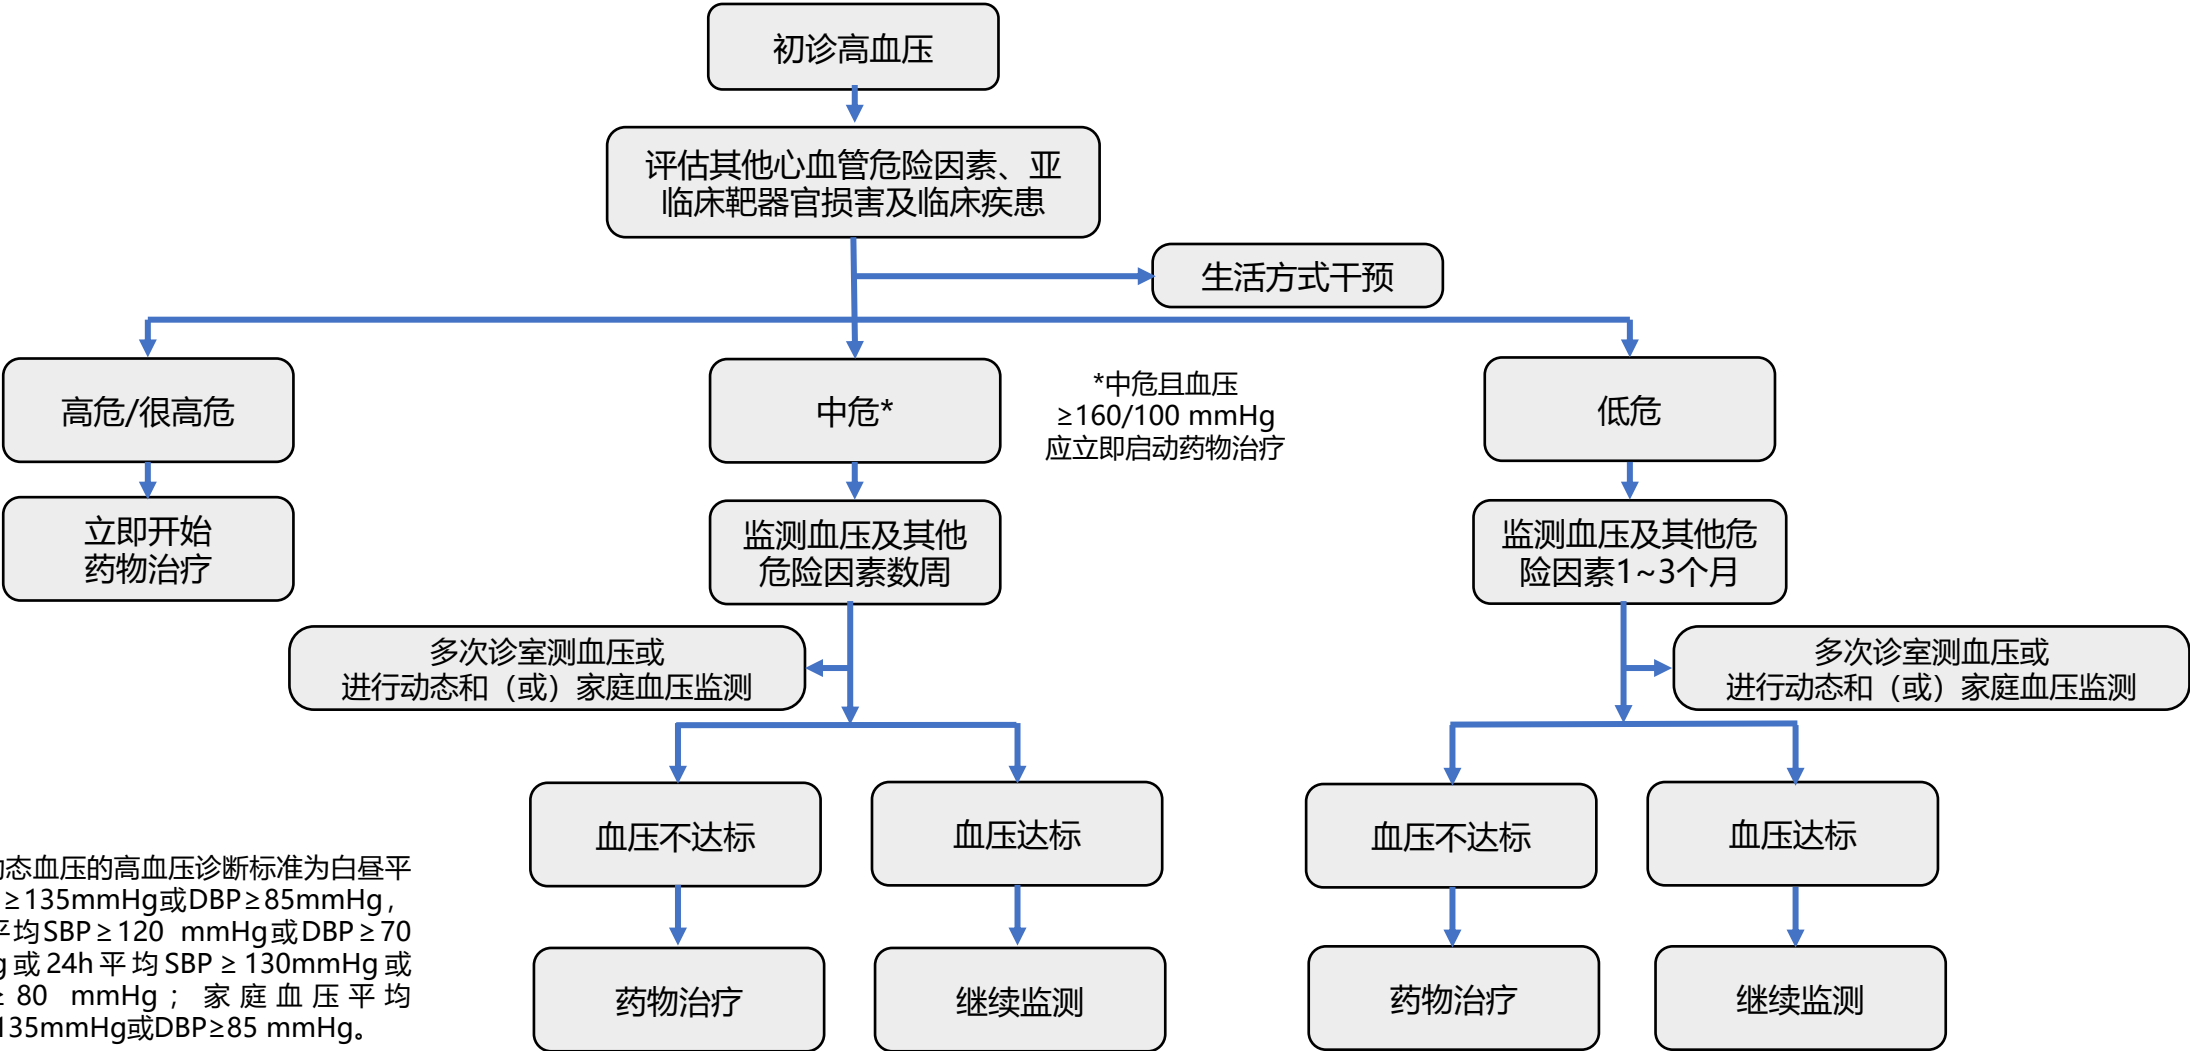 初诊高血压
评估其他心血管危险因素、亚
临床靶器官损害及临床疾患
生活方式干预
高危/很高危
中危*
*中危且血压
≥160/100 mmHg
应立即启动药物治疗
低危
立即开始
药物治疗
监测血压及其他
危险因素数周
监测血压及其他危
险因素1~3个月
多次诊室测血压或
进行动态和（或）家庭血压监测
多次诊室测血压或
进行动态和（或）家庭血压监测
血压不达标
血压达标
血压不达标
血压达标
态血压的高血压诊断标准为白昼平
≥135mmHg或DBP≥85mmHg，
平均SBP≥120 mmHg或DBP≥70
或24h平均SBP≥130mmHg或
≥ 80 mmHg；家庭血压平均
135mmHg或DBP≥85 mmHg。
药物治疗
继续监测
药物治疗
继续监测